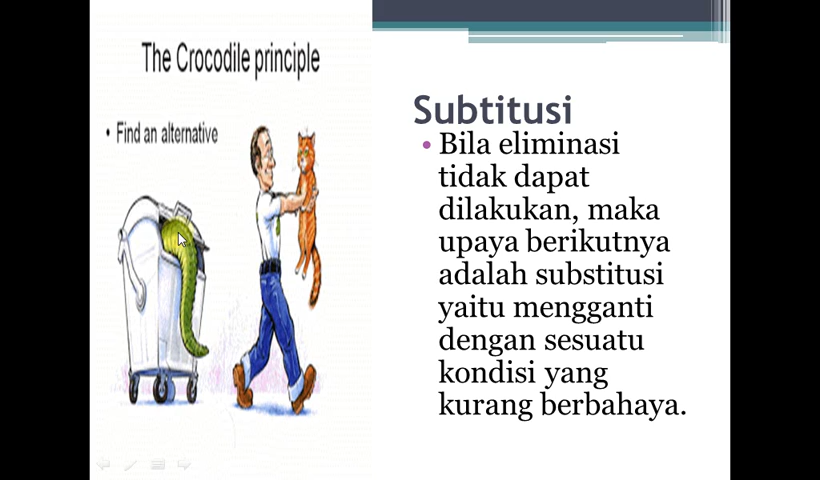 The Crocodile principle
• Find an alternative
Subtitusi
• Bila eliminasi
tidak dapat
dilakukan, maka
upaya berikutnya
adalah substitusi
yaitu mengganti
dengan sesuatu
kondisi yang
kurang berbahaya.